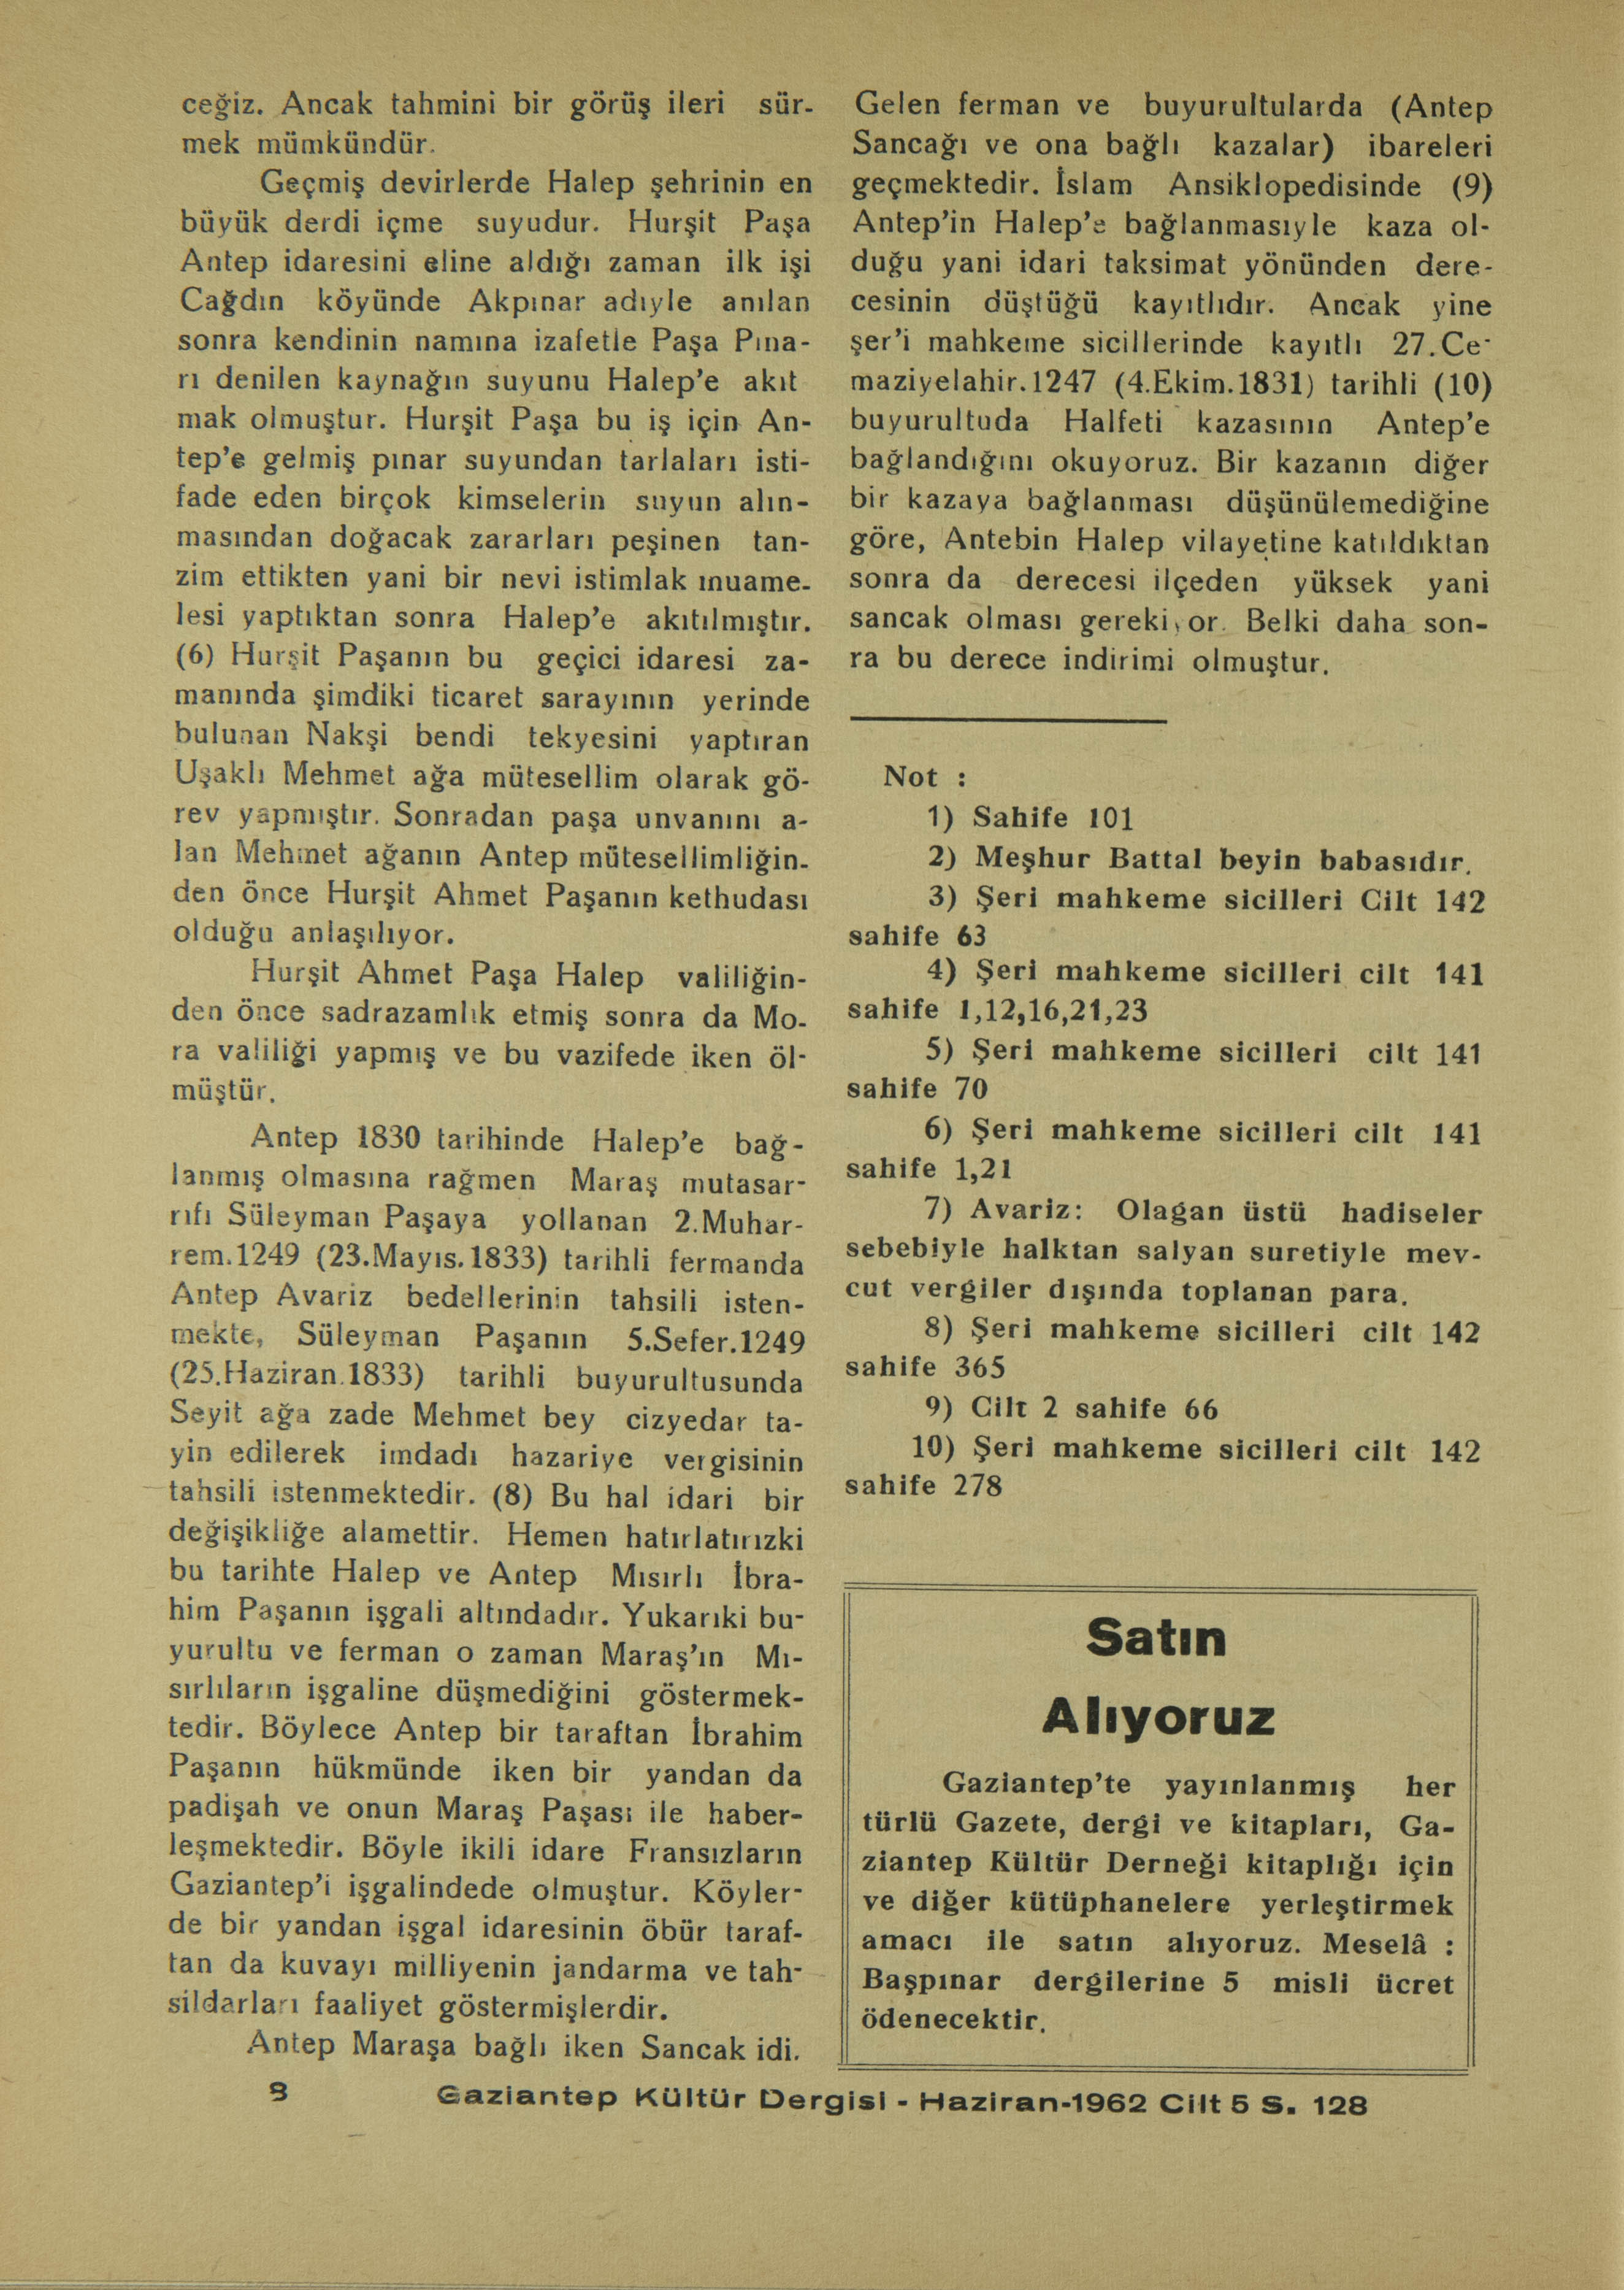 ceğiz. Ancak tahmini bir görüş ileri sür-
mek mümkündür.
Geçmiş devirlerde Halep şehrinin en
büyük derdi içme suyudur. Hurşit Paşa
Antep idaresini eline aldığı zaman ilk işi
Cağdın köyünde Akpınar adıyle anılan
sonra kendinin namına izafetle Paşa Pına-
rı denilen kaynağın suyunu Halep'e akıt
mak olmuştur. Hurşit Paşa bu iş için An-
tep'e gelmiş pınar suyundan tarlaları isti-
fade eden birçok kimselerin suyun alın-
masından doğacak zararları peşinen tan-
zim ettikten yani bir nevi istimlak muame-
lesi yaptıktan sonra Halep'e akıtılmıştır.
(6) Hurşit Paşanın bu geçici idaresi za-
manında şimdiki ticaret sarayının yerinde
bulunan Nakşi bendi tekyesini yaptıran
Uşaklı Mehmet ağa mütesellim olarak gö-
rev yapmıştır. Sonradan paşa unvanını a-
lan Mehmet ağanın Antep mütesellimliğin-
den önce Hurşit Ahmet Paşanın kethudası
olduğu anlaşılıyor.
Hurşit Ahmet Paşa Halep valiliğin-
den önce sadrazamlık etmiş sonra da Mo-
ra valiliği yapmış ve bu vazifede iken öl-
müştür.
Antep 1830 tarihinde Halep'e bağ-
lanmış olmasına rağmen Maraş mutasar-
rıfı Süleyman Paşaya yollanan 2.Muhar-
rem.1249 (23.Mayıs.1833) tarihli fermanda
Antep Avariz bedellerinin tahsili isten-
mekte, Süleyman Paşanın 5.Sefer.1249
(25.Haziran.1833) tarihli buyurultusunda
Seyit ağa zade Mehmet bey cizyedar ta-
yin edilerek imdadı hazariye vergisinin
tahsili istenmektedir. (8) Bu hal idari bir
değişikliğe alamettir. Hemen hatırlatırızki
bu tarihte Halep ve Antep Mısırlı İbra-
him Paşanın işgali altındadır. Yukarıki bu-
yurultu ve ferman o zaman Maraş'ın Mı-
sırlıların işgaline düşmediğini göstermek-
tedir. Böylece Antep bir taraftan İbrahim
Paşanın hükmünde iken bir yandan da
padişah ve onun Maraş Paşası ile haber-
leşmektedir. Böyle ikili idare Fransızların
Gaziantep'i işgalindede olmuştur. Köyler-
de bir yandan işgal idaresinin öbür taraf-
tan da kuvayı milliyenin jandarma ve tah-
sildarları faaliyet göstermişlerdir.
Antep Maraşa bağlı iken Sancak idi.
Gelen ferman ve buyurultularda (Antep
Sancağı ve ona bağlı kazalar) ibareleri
geçmektedir. İslam Ansiklopedisinde (9)
Antep'in Halep'e bağlanmasıyle kaza ol-
duğu yani idari taksimat yönünden dere-
cesinin düştüğü kayıtlıdır. Ancak yine
şer'i mahkeme sicillerinde kayıtlı 27.Ce-
maziyelahir.1247 (4.Ekim.1831) tarihli (10)
buyurultuda Halfeti kazasının Antep'e
bağlandığını okuyoruz. Bir kazanın diğer
bir kazaya bağlanması düşünülemediğine
göre, Antebin Halep vilayetine katıldıktan
sonra da derecesi ilçeden yüksek yani
sancak olması gerekiyor. Belki daha son-
ra bu derece indirimi olmuştur.
Not :
1) Sahife 101
2) Meşhur Battal beyin babasıdır.
3) Şeri mahkeme sicilleri Cilt 142
sahife 63
4) Şeri mahkeme sicilleri cilt 141
sahife 1,12,16,21,23
5) Şeri mahkeme sicilleri cilt 141
sahife 70
6) Şeri mahkeme sicilleri cilt 141
sahife 1,21
7) Avariz: Olağan üstü hadiseler
sebebiyle halktan salyan suretiyle mev-
cut vergiler dışında toplanan para.
8) Şeri mahkeme sicilleri cilt 142
sahife 365
9) Cilt 2 sahife 66
10) Şeri mahkeme sicilleri cilt 142
sahife 278
Satın
Alıyoruz
Gaziantep'te yayınlanmış her
türlü Gazete, dergi ve kitapları, Ga-
ziantep Kültür Derneği kitaplığı için
ve diğer kütüphanelere yerleştirmek
amacı ile satın alıyoruz. Meselâ :
Başpınar dergilerine 5 misli ücret
ödenecektir.
8 Gaziantep Kültür Dergisi - Haziran-1962 Cilt 5 S. 128